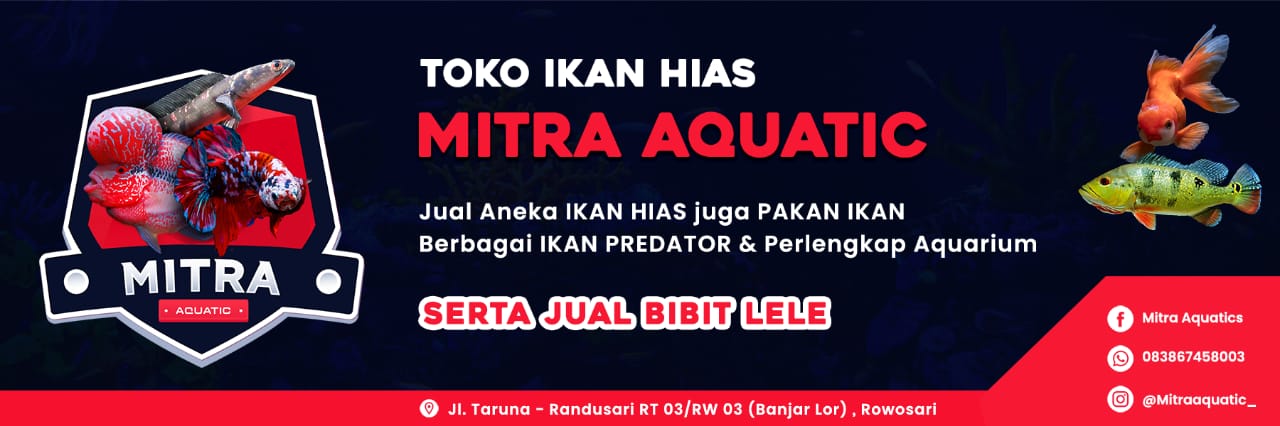 MITRA
• AQUATIC •
TOKO IKAN HIAS
MITRA AQUATIC
Jual Aneka IKAN HIAS juga PAKAN IKAN
Berbagai IKAN PREDATOR & Perlengkap Aquarium
SERTA JUAL BIBIT LELE
Mitra Aquatics
083867458003
@Mitraaquatic_
Jl. Taruna - Randusari RT 03/RW 03 (Banjar Lor) , Rowosari